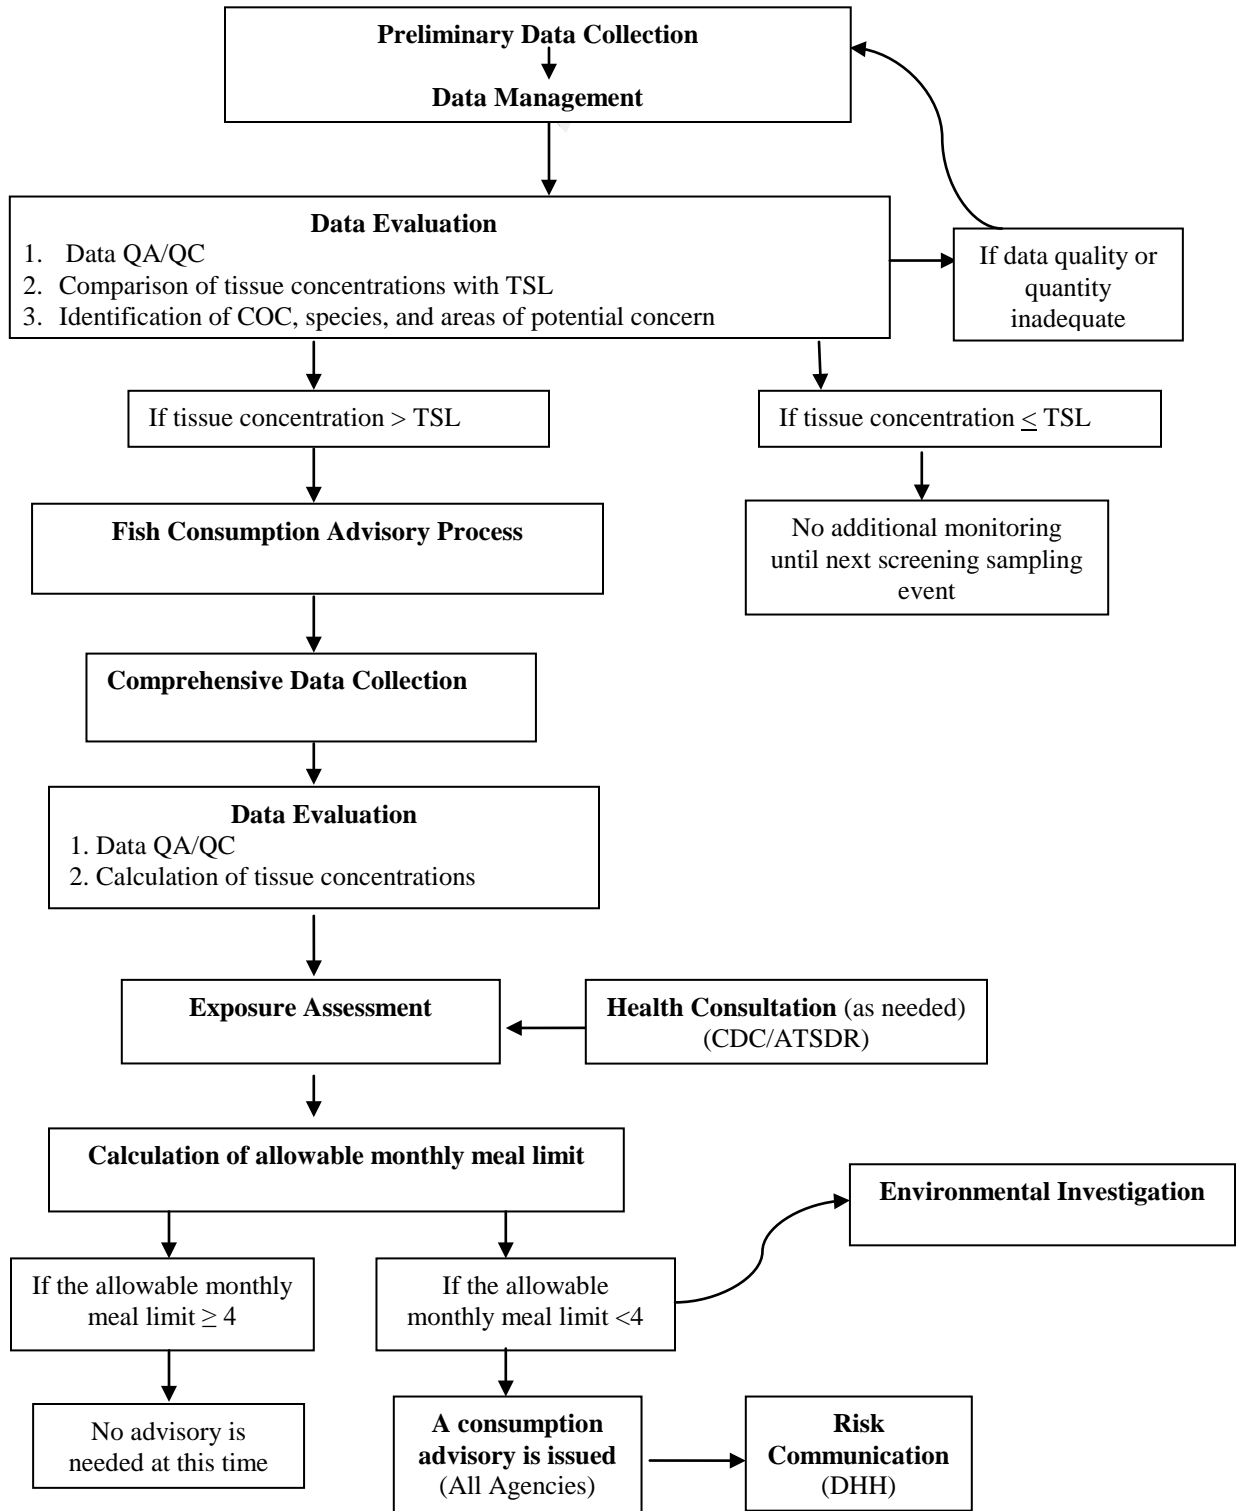 Preliminary Data Collection
Data Management
Data Evaluation
1. Data QA/QC
2. Comparison of tissue concentrations with TSL
3. Identification of COC, species, and areas of potential concern
If data quality or
quantity
inadequate
If tissue concentration > TSL
If tissue concentration ≤ TSL
Fish Consumption Advisory Process
No additional monitoring
until next screening sampling
event
Comprehensive Data Collection
Data Evaluation
1. Data QA/QC
2. Calculation of tissue concentrations
Exposure Assessment
Health Consultation (as needed)
(CDC/ATSDR)
Calculation of allowable monthly meal limit
Environmental Investigation
If the allowable monthly
meal limit ≥ 4
If the allowable
monthly meal limit <4
No advisory is
needed at this time
A consumption
advisory is issued
(All Agencies)
Risk
Communication
(DHH)